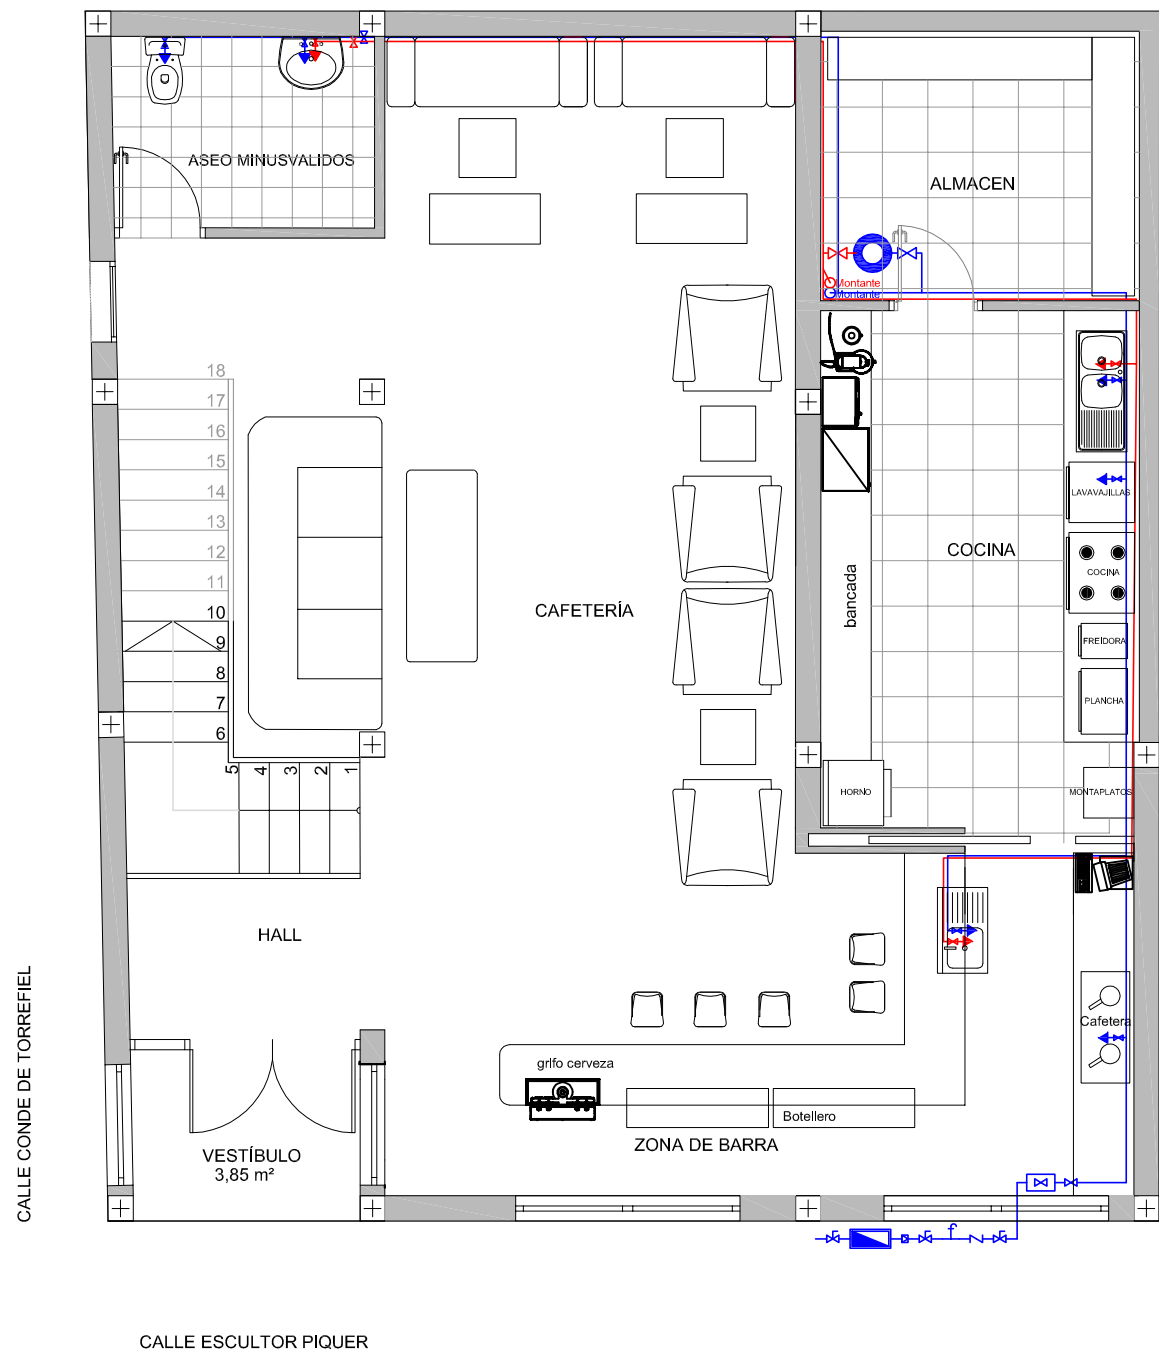 ASEO MINUSVALIDOS
ALMACEN
Montante
Montante
18
17
16
15
14
13
12
11
10
9
8
7
6
5
4
3
2
1
CAFETERÍA
bancada
COCINA
LAVAVAJILLAS
COCINA
FREÍDORA
PLANCHA
HORNO
MONTAPLATOS
HALL
Cafetera
grifo cerveza
Botellero
ZONA DE BARRA
VESTÍBULO
3,85 m²
f
CALLE CONDE DE TORREFIEL
CALLE ESCULTOR PIQUER